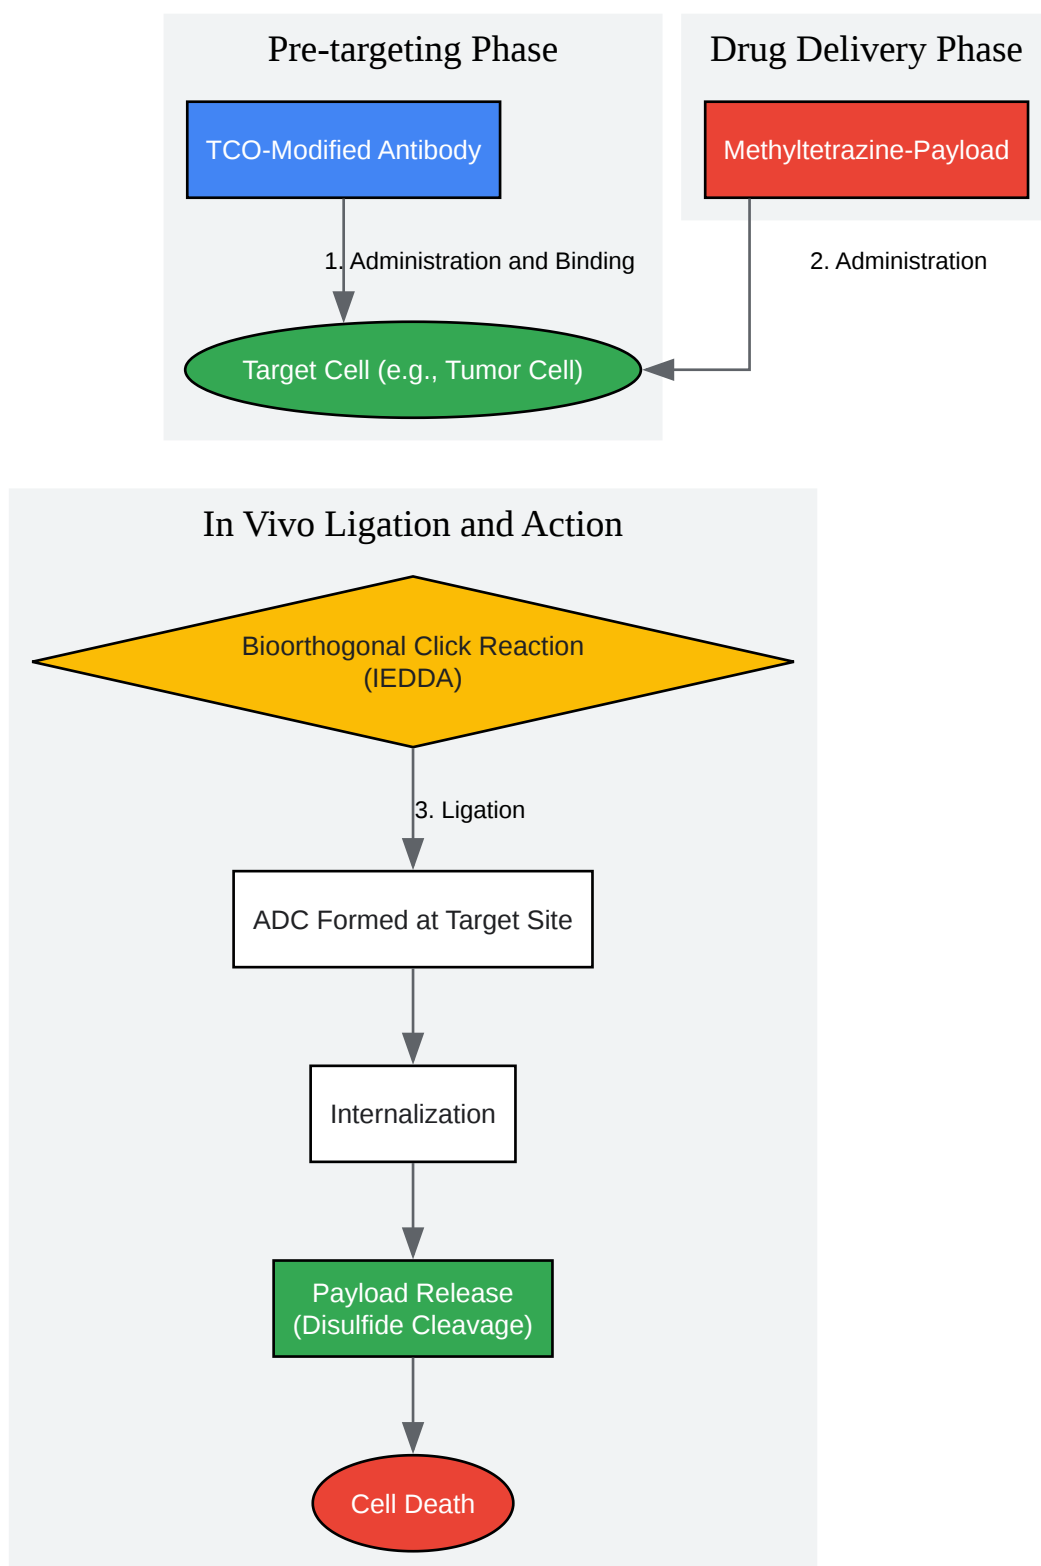 Pre-targeting Phase
Drug Delivery Phase
TCO-Modified Antibody
Methyltetrazine-Payload
1. Administration and Binding
2. Administration
Target Cell (e.g., Tumor Cell)
In Vivo Ligation and Action
Bioorthogonal Click Reaction
(IEDDA)
3. Ligation
ADC Formed at Target Site
Internalization
Payload Release
(Disulfide Cleavage)
Cell Death